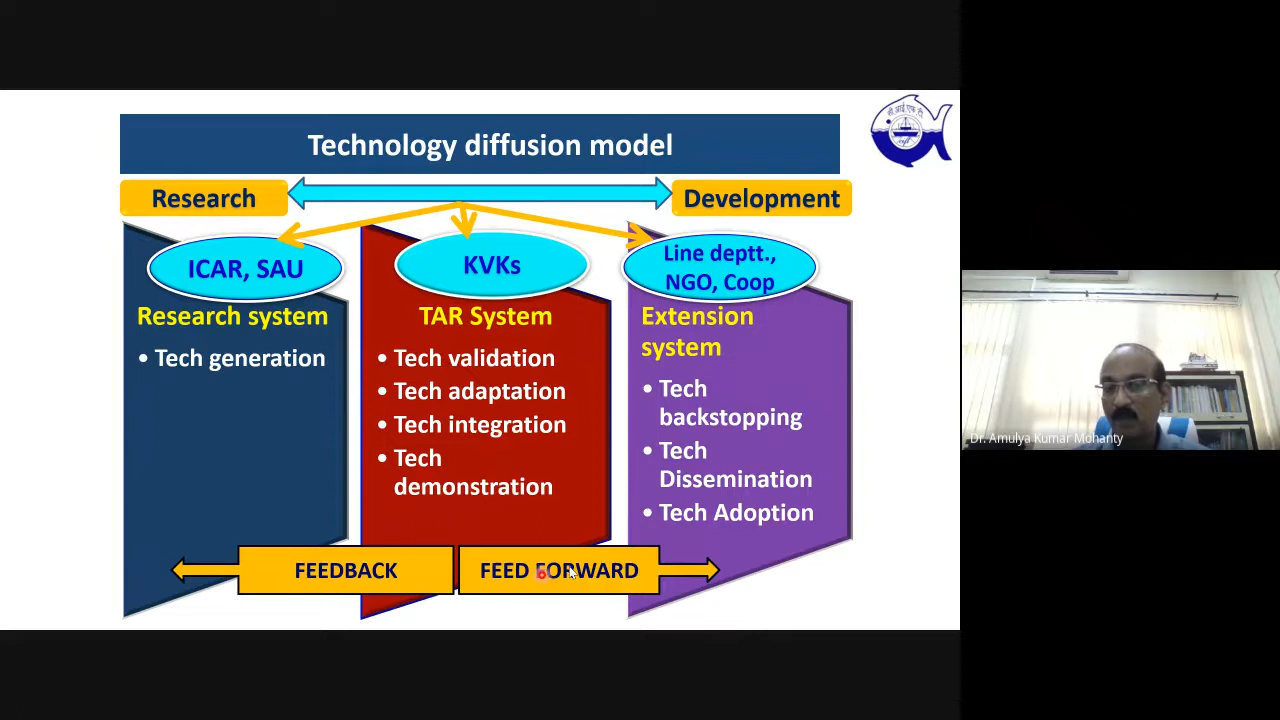 Technology diffusion model
Research
Development
ICAR, SAU
KVKs
Line deptt.,
NGO, Coop
Research system
• Tech generation
TAR System
• Tech validation
• Tech adaptation
• Tech integration
• Tech
demonstration
Extension
system
• Tech
backstopping
• Tech
Dissemination
• Tech Adoption
FEEDBACK
FEED FORWARD
Dr. Amulya Kumar Mohanty